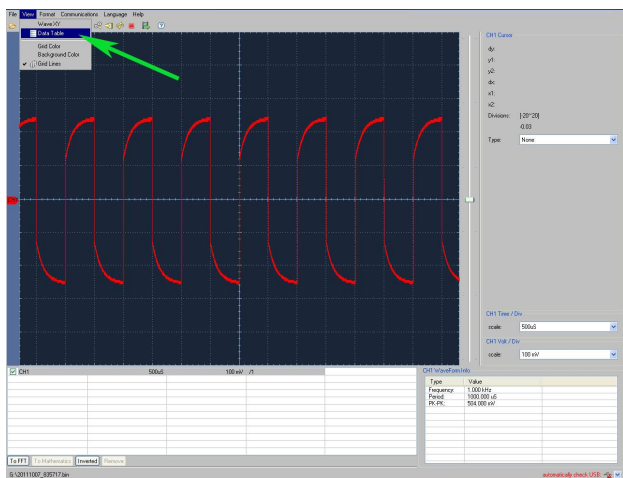 File View Format Communications Language Help
Wave XY
Data Table
Grid Color
Background Color
Grid Lines
CH1 Cursor
dy:
y1:
y2:
dx:
x1:
x2:
Divisions: [-20~20]
-0.03
Type: None
CH1
CH1 Time / Div
scale: 500uS
CH1 Volt / Div
scale: 100 mV
CH1 500uS 100 mV /1
CH1 WaveForm Info
Type Value
Frequency: 1.000 kHz
Period: 1000.000 uS
PK-PK: 504.000 mV
To FFT To Mathematics Inverted Remove
G:\20111007_835717.bin automatically check USB: